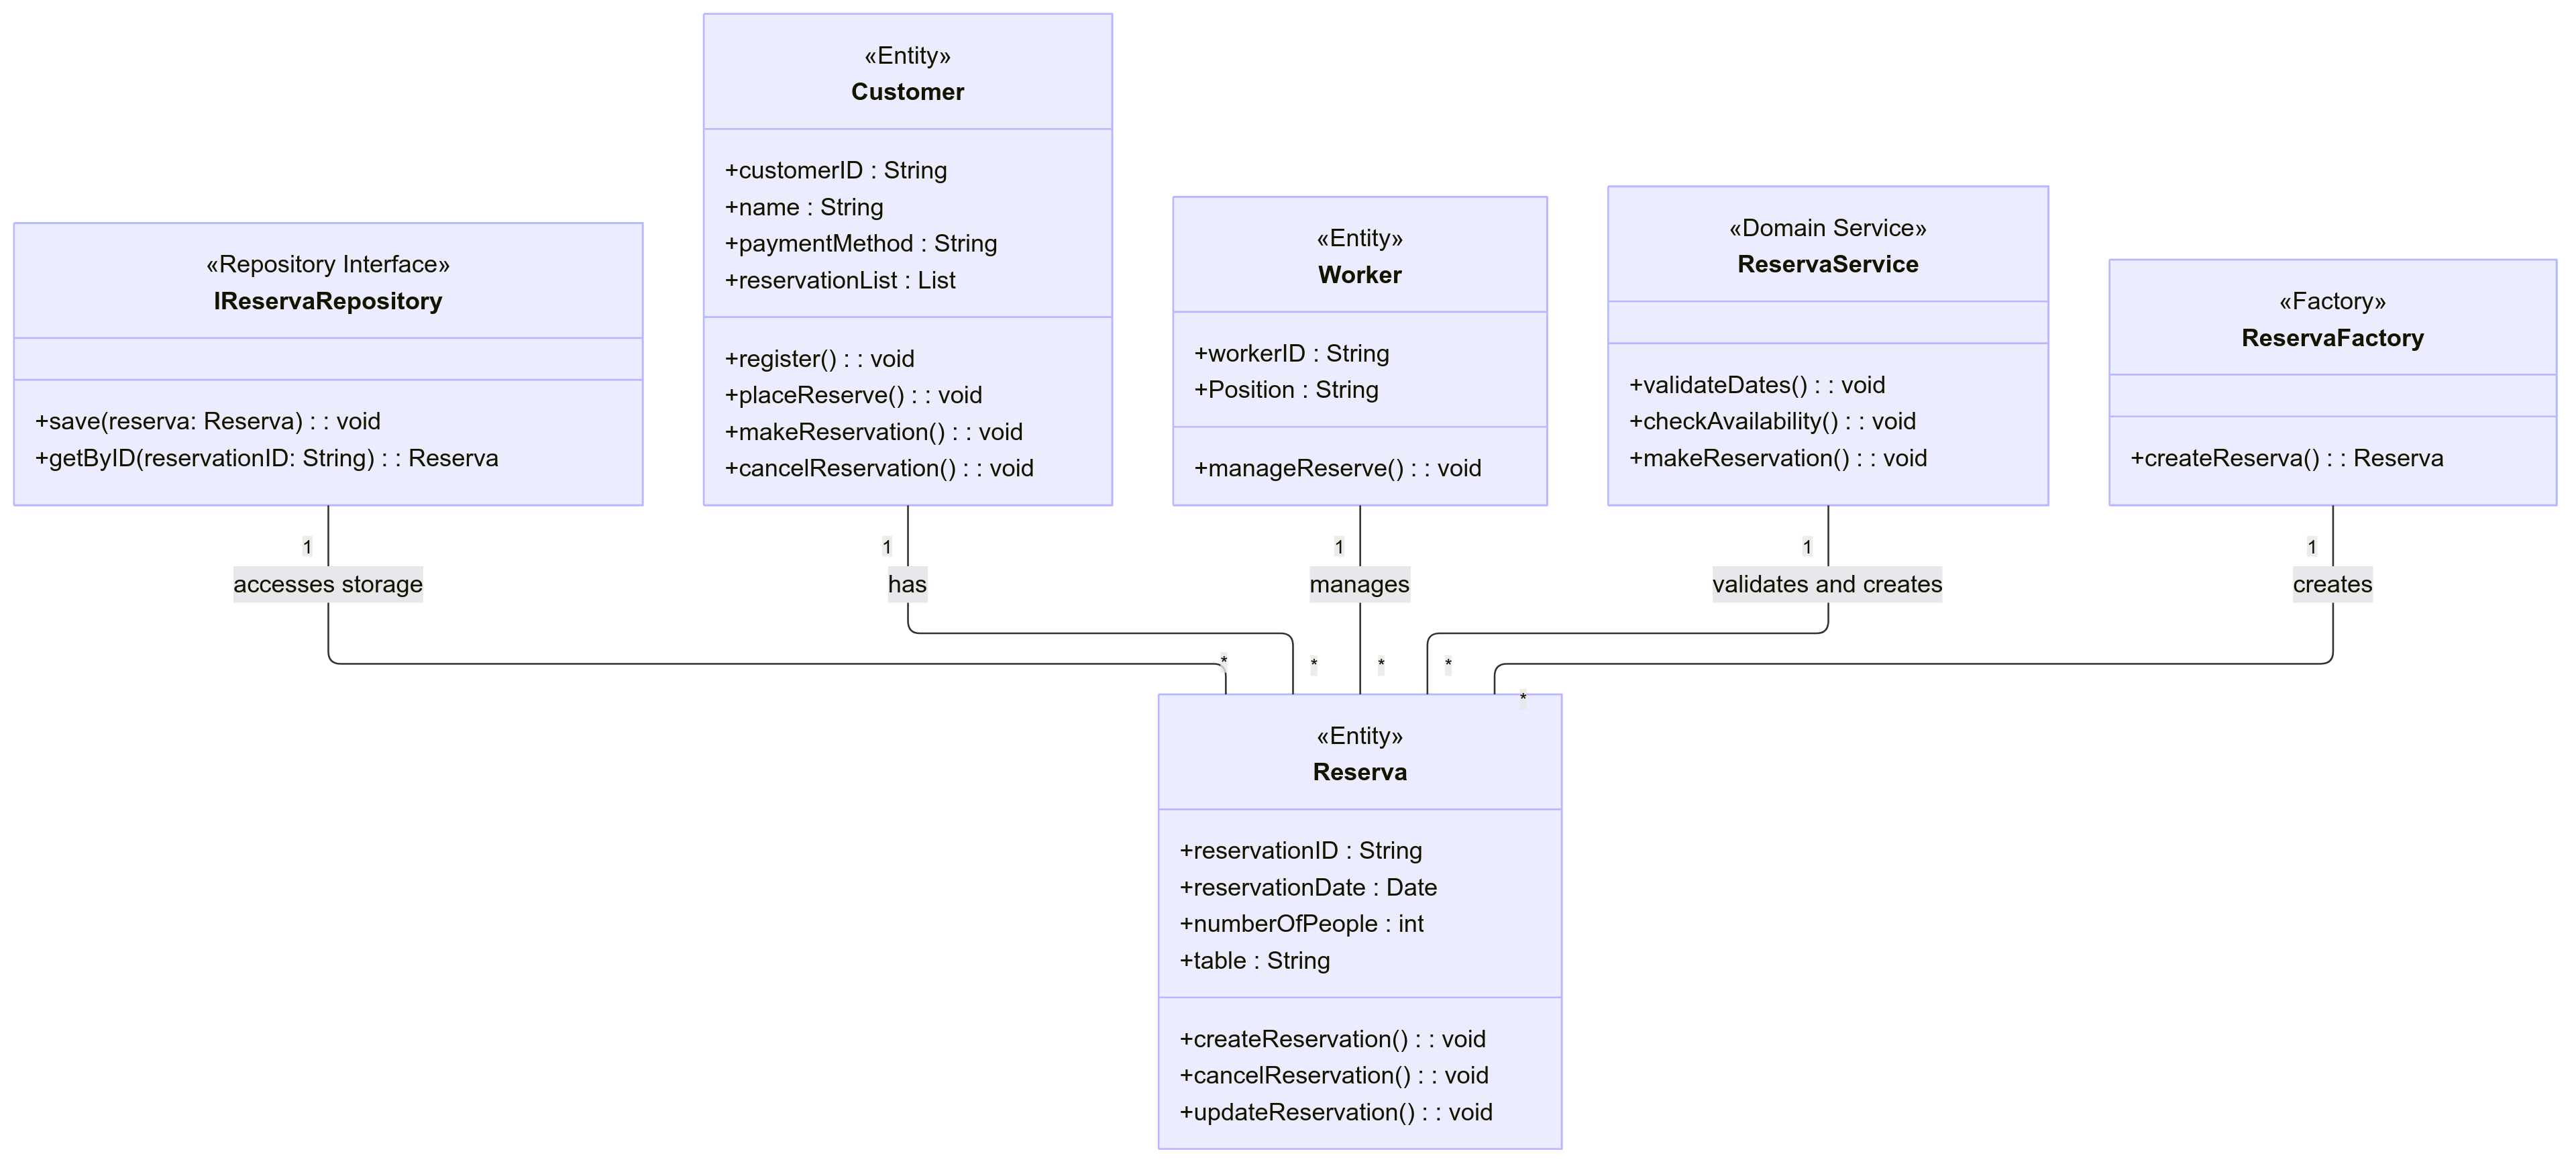 «Repository Interface»
IReservaRepository
+save(reserva: Reserva) : : void
+getByID(reservationID: String) : : Reserva
«Entity»
Customer
+customerID : String
+name : String
+paymentMethod : String
+reservationList : List
+register() : : void
+placeReserve() : : void
+makeReservation() : : void
+cancelReservation() : : void
«Entity»
Worker
+workerID : String
+Position : String
+manageReserve() : : void
«Domain Service»
ReservaService
+validateDates() : : void
+checkAvailability() : : void
+makeReservation() : : void
«Factory»
ReservaFactory
+createReserva() : : Reserva
1
1
1
1
1
accesses storage
has
manages
validates and creates
creates
*
*
*
*
*
«Entity»
Reserva
+reservationID : String
+reservationDate : Date
+numberOfPeople : int
+table : String
+createReservation() : : void
+cancelReservation() : : void
+updateReservation() : : void